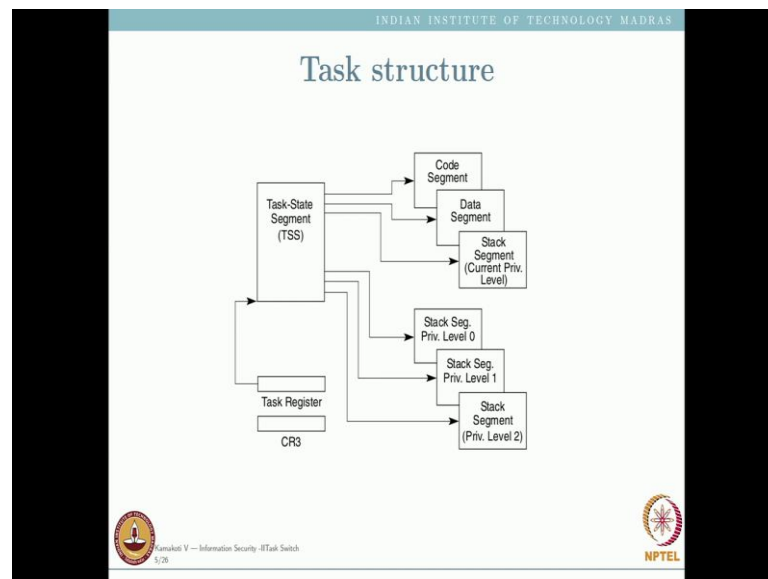 INDIAN INSTITUTE OF TECHNOLOGY MADRAS
Task structure
Task-State
Segment
(TSS)
Code
Segment
Data
Segment
Stack
Segment
(Current Priv.
Level)
Stack Seg.
Priv. Level 0
Stack Seg.
Priv. Level 1
Stack
Segment
(Priv. Level 2)
Task Register
CR3
Kamakoti V — Information Security -IITask Switch
5/26
NPTEL